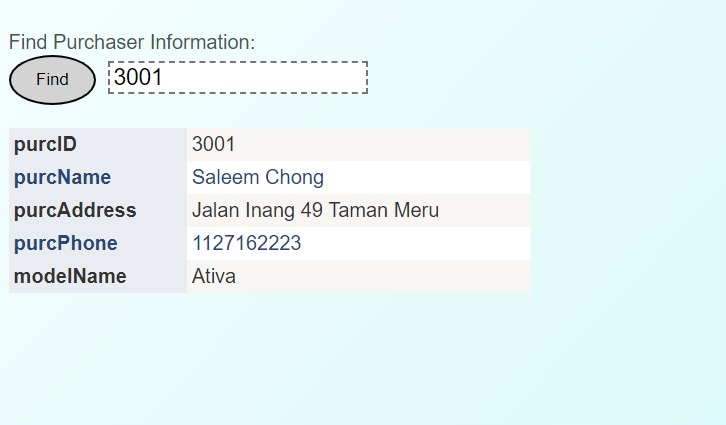 Find Purchaser Information:
Find 3001
purcID 3001
purcName Saleem Chong
purcAddress Jalan Inang 49 Taman Meru
purcPhone 1127162223
modelName Ativa